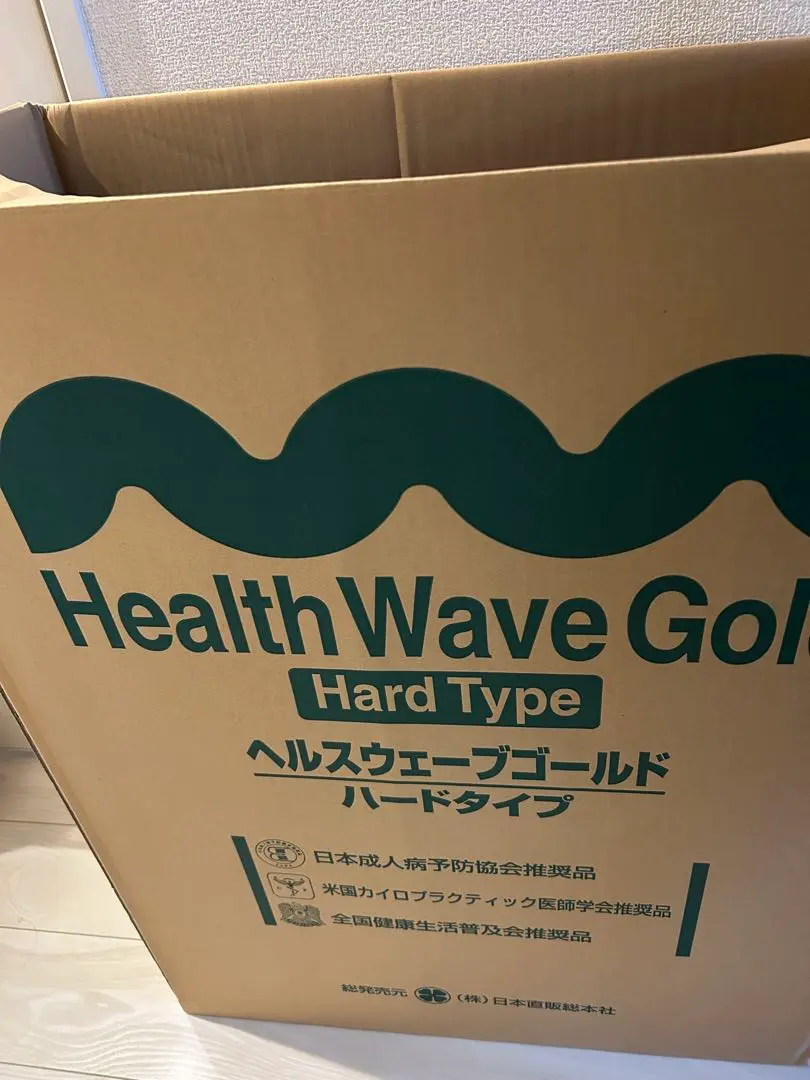 Health Wave Gol
Hard Type
ヘルスウェーブゴールド
ハードタイプ
日本成人病予防協会推奨品
米国カイロプラクティック医師学会推奨品
全国健康生活普及会推奨品
総発売元 (株)日本直販総本社